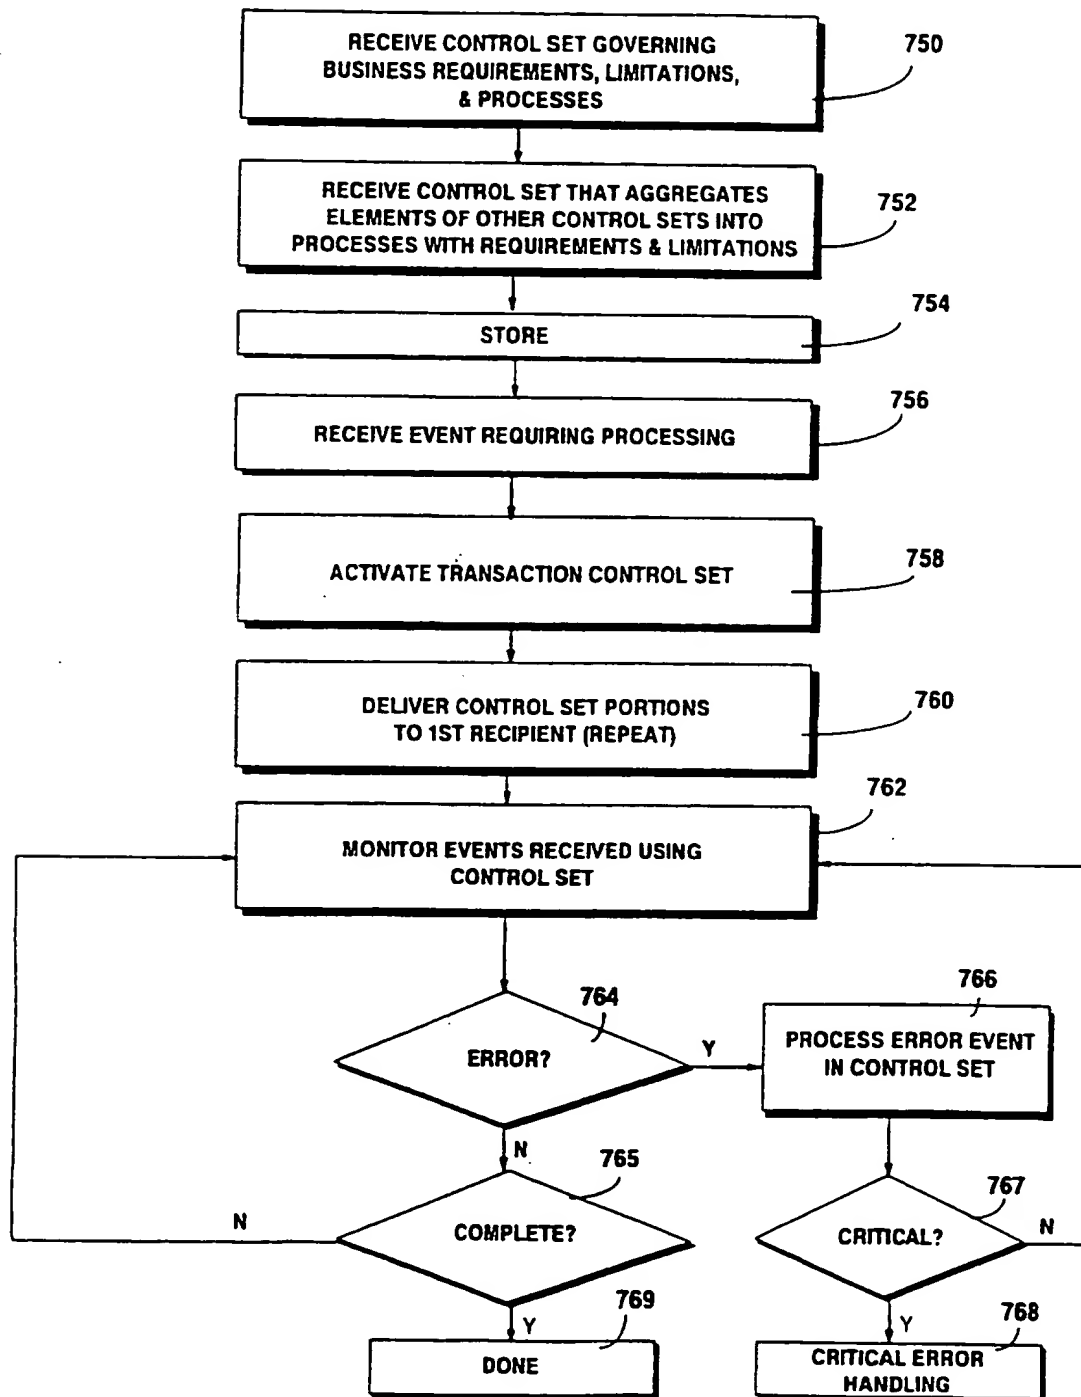 RECEIVE CONTROL SET GOVERNING
BUSINESS REQUIREMENTS, LIMITATIONS,
& PROCESSES
750
RECEIVE CONTROL SET THAT AGGREGATES
ELEMENTS OF OTHER CONTROL SETS INTO
PROCESSES WITH REQUIREMENTS & LIMITATIONS
752
STORE
754
RECEIVE EVENT REQUIRING PROCESSING
756
ACTIVATE TRANSACTION CONTROL SET
758
DELIVER CONTROL SET PORTIONS
TO 1ST RECIPIENT (REPEAT)
760
MONITOR EVENTS RECEIVED USING
CONTROL SET
762
ERROR?
764
Y
PROCESS ERROR EVENT
IN CONTROL SET
766
N
COMPLETE?
765
N
CRITICAL?
767
N
Y
DONE
769
Y
CRITICAL ERROR
HANDLING
768